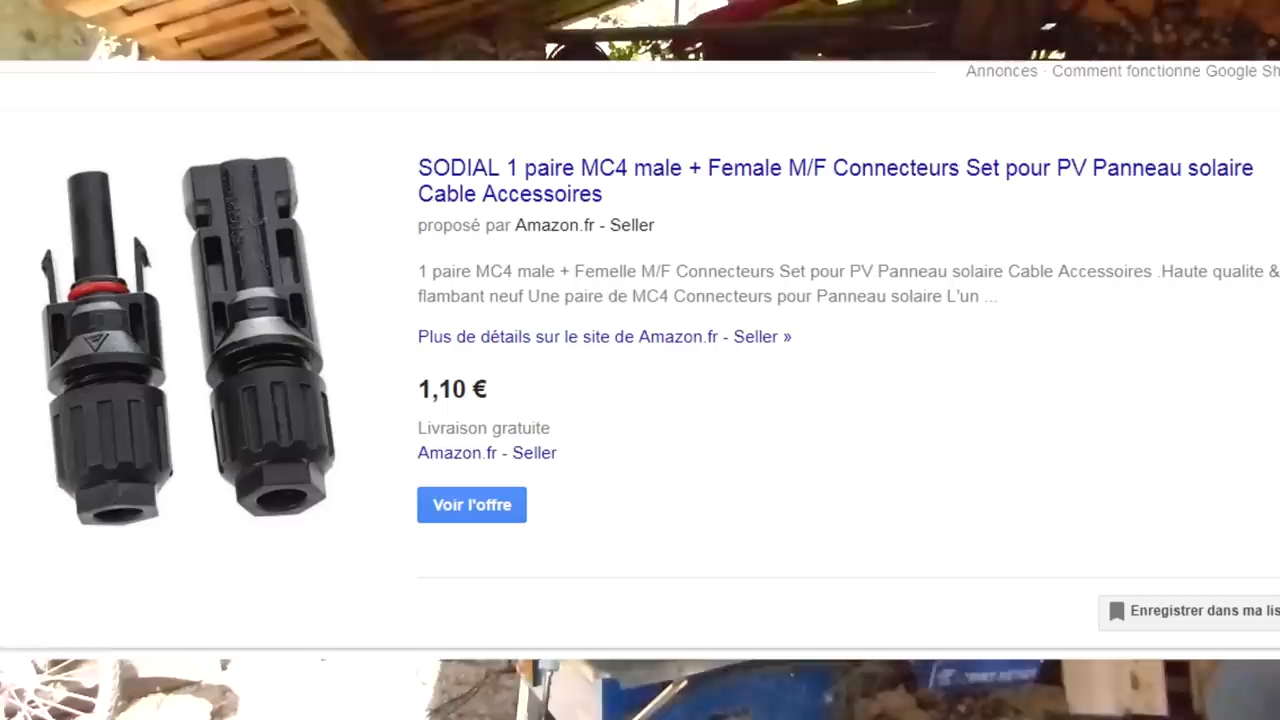 Annonces · Comment fonctionne Google Sh
SODIAL 1 paire MC4 male + Female M/F Connecteurs Set pour PV Panneau solaire
Cable Accessoires
proposé par Amazon.fr - Seller
1 paire MC4 male + Femelle M/F Connecteurs Set pour PV Panneau solaire Cable Accessoires .Haute qualite &
flambant neuf Une paire de MC4 Connecteurs pour Panneau solaire L'un ...
Plus de détails sur le site de Amazon.fr - Seller »
1,10 €
Livraison gratuite
Amazon.fr - Seller
Voir l'offre
Enregistrer dans ma lis